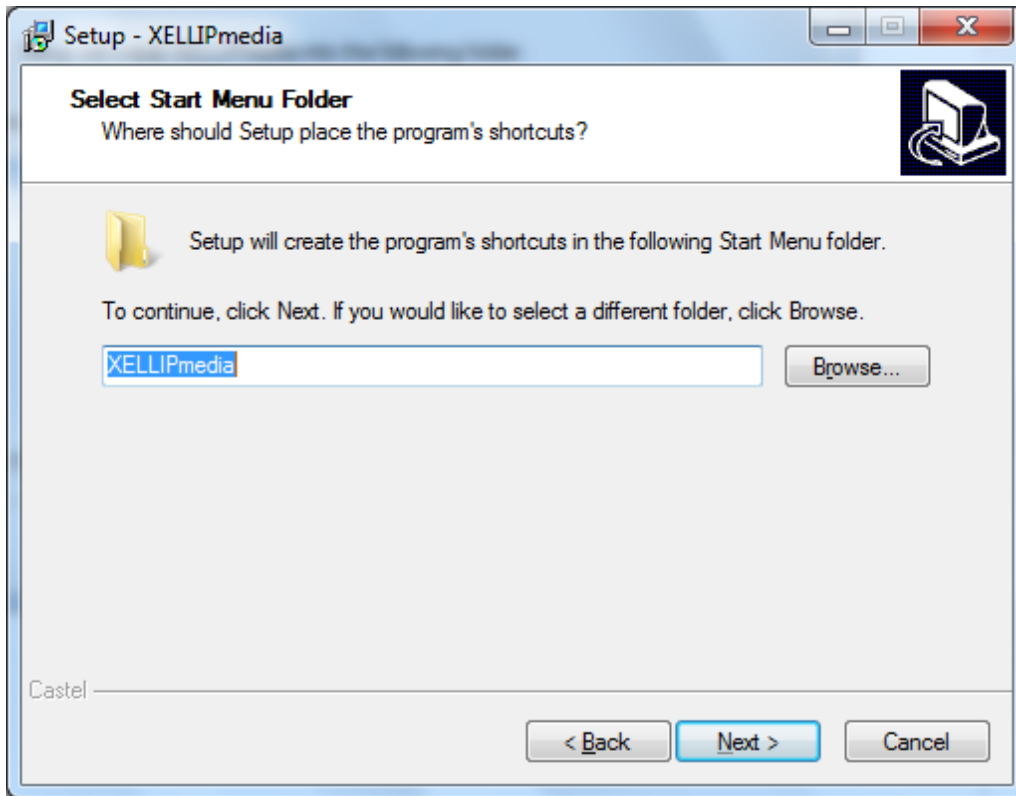 Setup - XELLIPmedia
Select Start Menu Folder
Where should Setup place the program's shortcuts?
Setup will create the program's shortcuts in the following Start Menu folder.
To continue, click Next. If you would like to select a different folder, click Browse.
XELLIPmedia
Browse...
Castel
< Back
Next >
Cancel